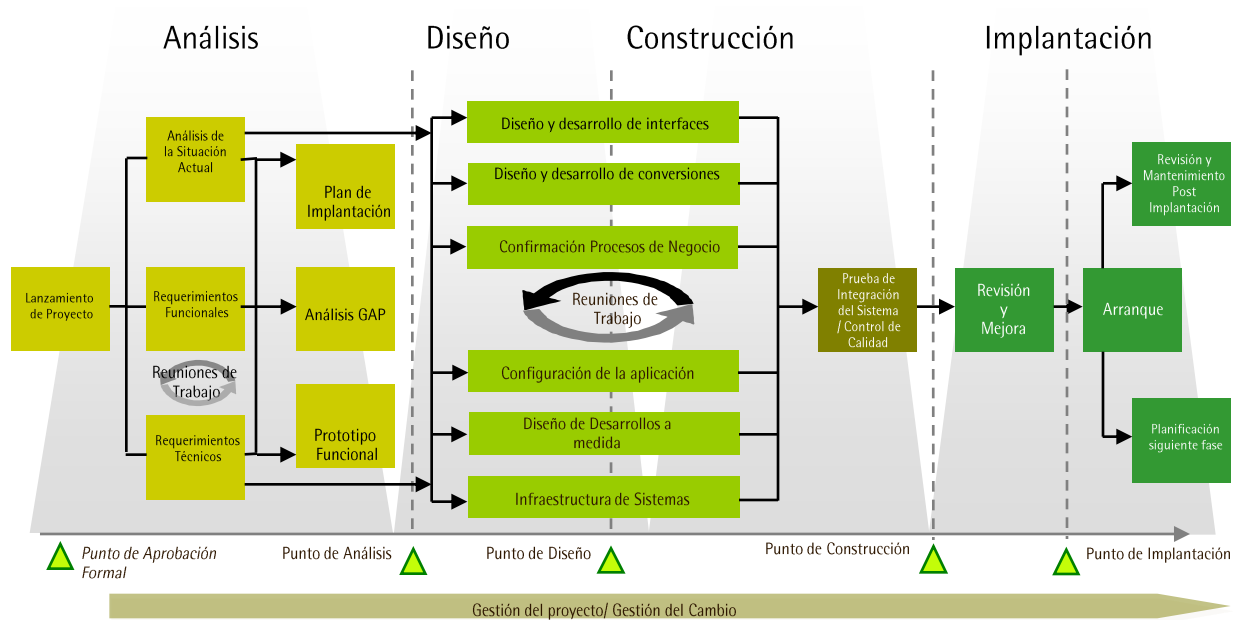 Análisis
Diseño
Construcción
Implantación
Lanzamiento
de Proyecto
Análisis de
la Situación
Actual
Requerimientos
Funcionales
Reuniones de
Trabajo
Requerimientos
Técnicos
Plan de
Implantación
Análisis GAP
Prototipo
Funcional
Diseño y desarrollo de interfaces
Diseño y desarrollo de conversiones
Confirmación Procesos de Negocio
Reuniones de
Trabajo
Configuración de la aplicación
Diseño de Desarrollos a
medida
Infraestructura de Sistemas
Prueba de
Integración
del Sistema
/ Control de
Calidad
Revisión
y
Mejora
Arranque
Revisión y
Mantenimiento
Post
Implantación
Planificación
siguiente fase
Punto de Aprobación
Formal
Punto de Análisis
Punto de Diseño
Punto de Construcción
Punto de Implantación
Gestión del proyecto/ Gestión del Cambio